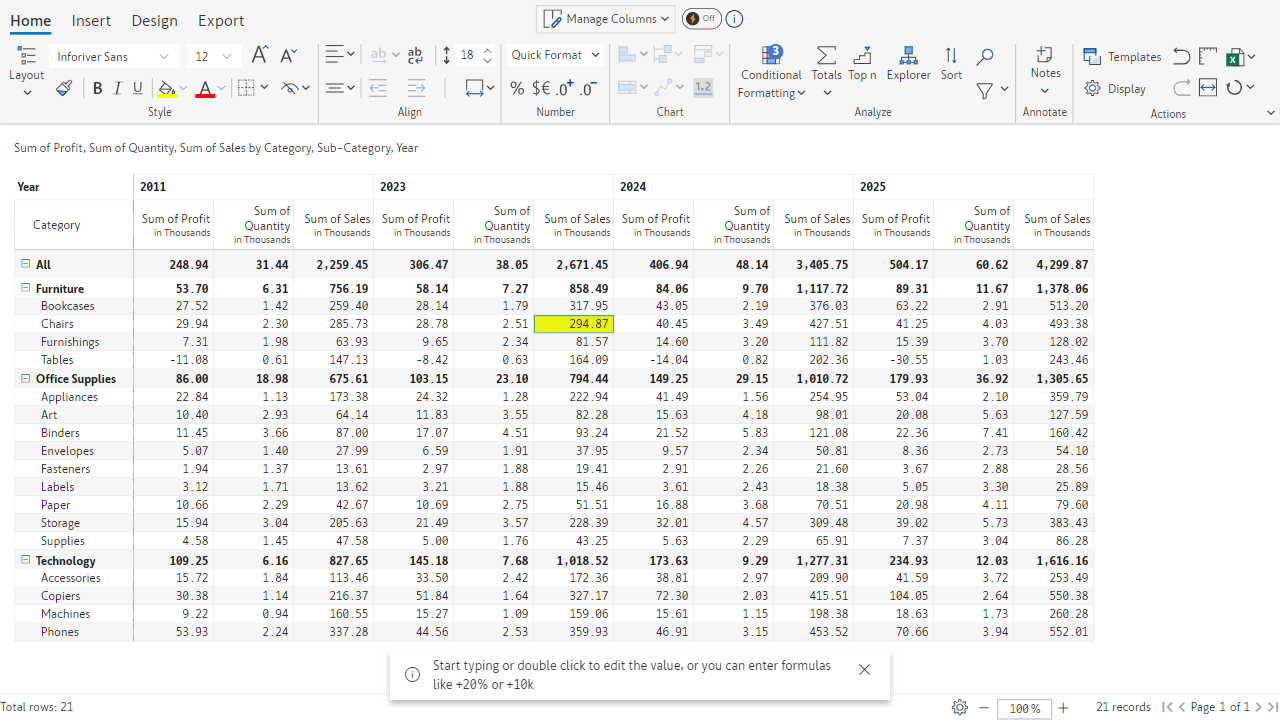 Home Insert Design Export
Manage Columns Off
Layout
Inforiver Sans 12 A A
ab ab 18
Quick Format
B I U A
% $€ .0+ .0-
1.2
3
Conditional Formatting
Totals Top n Explorer Sort
Notes
Templates
Display
Style Align Number Chart Analyze Annotate Actions
Sum of Profit, Sum of Quantity, Sum of Sales by Category, Sub-Category, Year
Year 2011 2023 2024 2025
Category Sum of Profit in Thousands Sum of Quantity in Thousands Sum of Sales in Thousands Sum of Profit in Thousands Sum of Quantity in Thousands Sum of Sales in Thousands Sum of Profit in Thousands Sum of Quantity in Thousands Sum of Sales in Thousands Sum of Profit in Thousands Sum of Quantity in Thousands Sum of Sales in Thousands
All 248.94 31.44 2,259.45 306.47 38.05 2,671.45 406.94 48.14 3,405.75 504.17 60.62 4,299.87
Furniture 53.70 6.31 756.19 58.14 7.27 858.49 84.06 9.70 1,117.72 89.31 11.67 1,378.06
Bookcases 27.52 1.42 259.40 28.14 1.79 317.95 43.05 2.19 376.03 63.22 2.91 513.20
Chairs 29.94 2.30 285.73 28.78 2.51 294.87 40.45 3.49 427.51 41.25 4.03 493.38
Furnishings 7.31 1.98 63.93 9.65 2.34 81.57 14.60 3.20 111.82 15.39 3.70 128.02
Tables -11.08 0.61 147.13 -8.42 0.63 164.09 -14.04 0.82 202.36 -30.55 1.03 243.46
Office Supplies 86.00 18.98 675.61 103.15 23.10 794.44 149.25 29.15 1,010.72 179.93 36.92 1,305.65
Appliances 22.84 1.13 173.38 24.32 1.28 222.94 41.49 1.56 254.95 53.04 2.10 359.79
Art 10.40 2.93 64.14 11.83 3.55 82.28 15.63 4.18 98.01 20.08 5.63 127.59
Binders 11.45 3.66 87.00 17.07 4.51 93.24 21.52 5.83 121.08 22.36 7.41 160.42
Envelopes 5.07 1.40 27.99 6.59 1.91 37.95 9.57 2.34 50.81 8.36 2.73 54.10
Fasteners 1.94 1.37 13.61 2.97 1.88 19.41 2.91 2.26 21.60 3.67 2.88 28.56
Labels 3.12 1.71 13.62 3.21 1.88 15.46 3.61 2.43 18.38 5.05 3.30 25.89
Paper 10.66 2.29 42.67 10.69 2.75 51.51 16.88 3.68 70.51 20.98 4.11 79.60
Storage 15.94 3.04 205.63 21.49 3.57 228.39 32.01 4.57 309.48 39.02 5.73 383.43
Supplies 4.58 1.45 47.58 5.00 1.76 43.25 5.63 2.29 65.91 7.37 3.04 86.28
Technology 109.25 6.16 827.65 145.18 7.68 1,018.52 173.63 9.29 1,277.31 234.93 12.03 1,616.16
Accessories 15.72 1.84 113.46 33.50 2.42 172.36 38.81 2.97 209.90 41.59 3.72 253.49
Copiers 30.38 1.14 216.37 51.84 1.64 327.17 72.30 2.03 415.51 104.05 2.64 550.38
Machines 9.22 0.94 160.55 15.27 1.09 159.06 15.61 1.15 198.38 18.63 1.73 260.28
Phones 53.93 2.24 337.28 44.56 2.53 359.93 46.91 3.15 453.52 70.66 3.94 552.01
Start typing or double click to edit the value, or you can enter formulas
like +20% or +10k
Total rows: 21 100 % 21 records Page 1 of 1